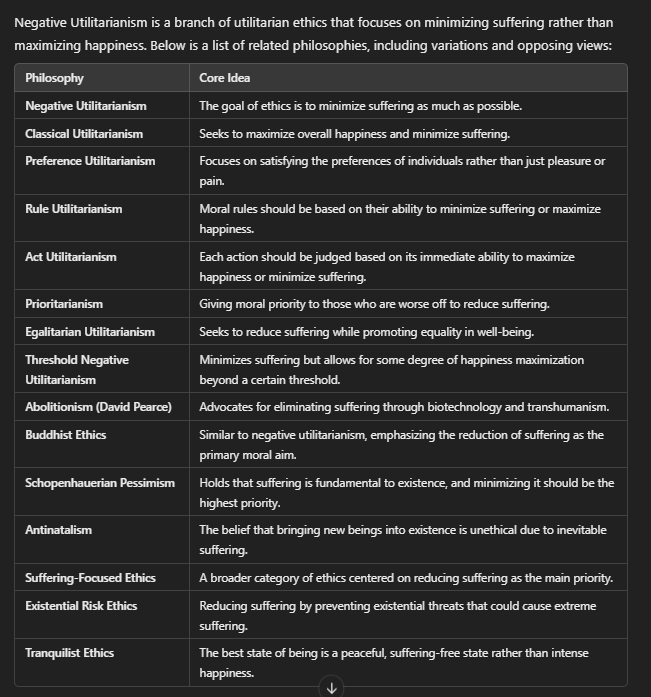 Negative Utilitarianism is a branch of utilitarian ethics that focuses on minimizing suffering rather than
maximizing happiness. Below is a list of related philosophies, including variations and opposing views:
Philosophy Core Idea
Negative Utilitarianism The goal of ethics is to minimize suffering as much as possible.
Classical Utilitarianism Seeks to maximize overall happiness and minimize suffering.
Preference Utilitarianism Focuses on satisfying the preferences of individuals rather than just pleasure or
pain.
Rule Utilitarianism Moral rules should be based on their ability to minimize suffering or maximize
happiness.
Act Utilitarianism Each action should be judged based on its immediate ability to maximize
happiness or minimize suffering.
Prioritarianism Giving moral priority to those who are worse off to reduce suffering.
Egalitarian Utilitarianism Seeks to reduce suffering while promoting equality in well-being.
Threshold Negative Minimizes suffering but allows for some degree of happiness maximization
Utilitarianism beyond a certain threshold.
Abolitionism (David Pearce) Advocates for eliminating suffering through biotechnology and transhumanism.
Buddhist Ethics Similar to negative utilitarianism, emphasizing the reduction of suffering as the
primary moral aim.
Schopenhauerian Pessimism Holds that suffering is fundamental to existence, and minimizing it should be the
highest priority.
Antinatalism The belief that bringing new beings into existence is unethical due to inevitable
suffering.
Suffering-Focused Ethics A broader category of ethics centered on reducing suffering as the main priority.
Existential Risk Ethics Reducing suffering by preventing existential threats that could cause extreme
suffering.
Tranquilist Ethics The best state of being is a peaceful, suffering-free state rather than intense
happiness.